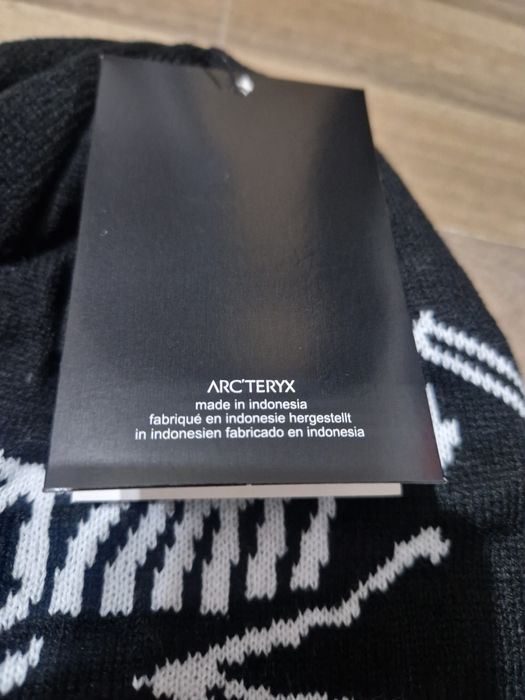 ARC'TERYX
made in indonesia
fabriqué en indonesie hergestellt
in indonesien fabricado en indonesia